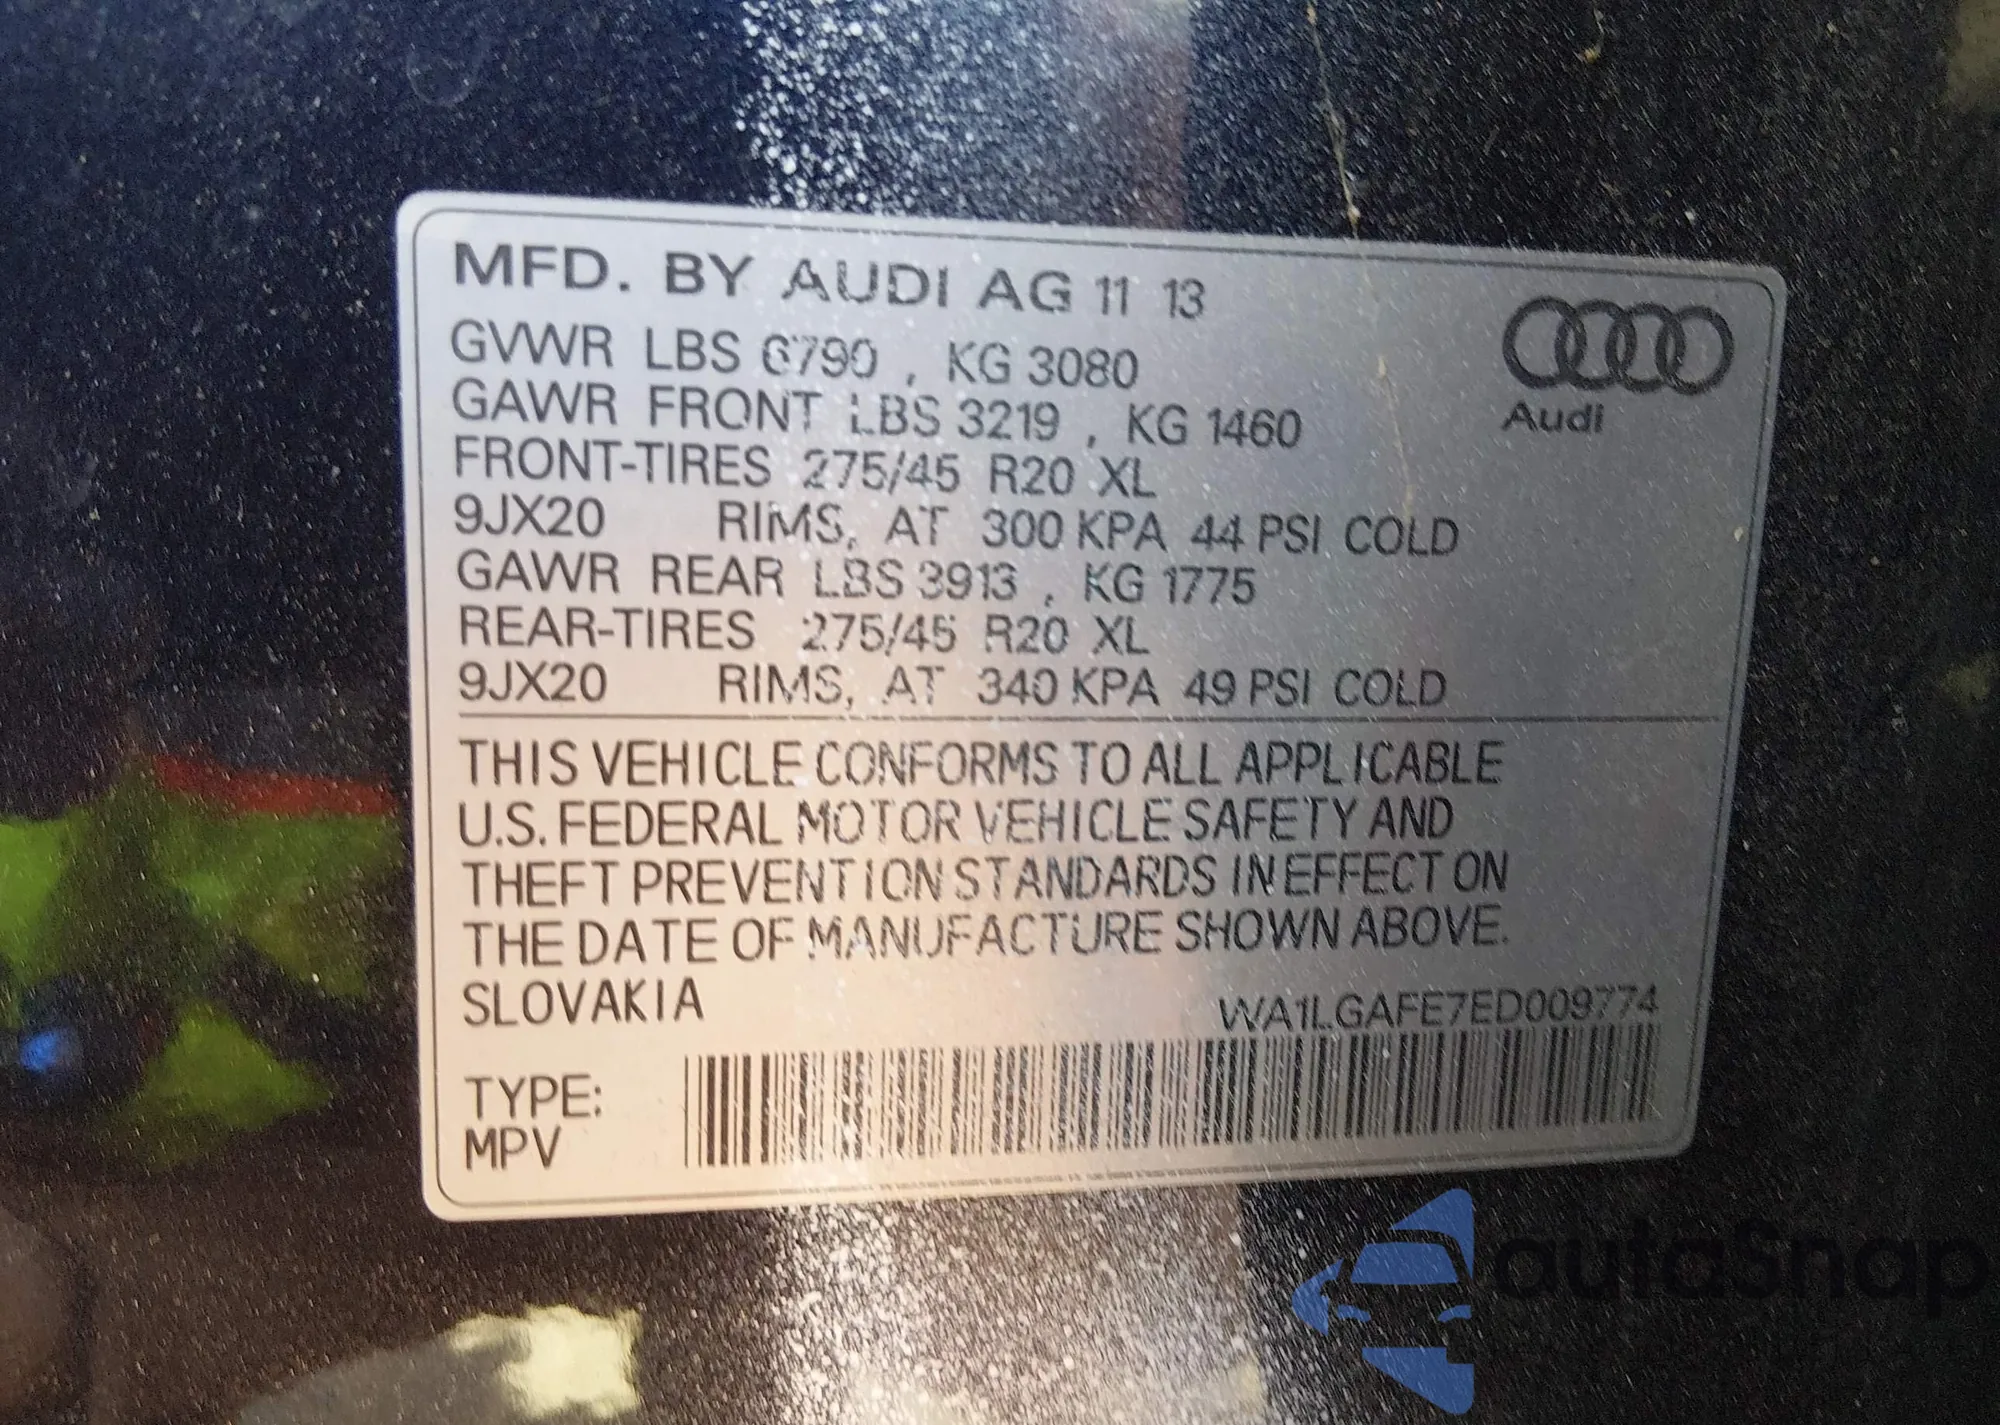 MFD. BY AUDI AG 11 13
GVWR LBS 6790 , KG 3080
GAWR FRONT LBS 3219 , KG 1460
Audi
FRONT-TIRES 275/45 R20 XL
9JX20 RIMS, AT 300 KPA 44 PSI COLD
GAWR REAR LBS 3913 , KG 1775
REAR-TIRES 275/45 R20 XL
9JX20 RIMS, AT 340 KPA 49 PSI COLD
THIS VEHICLE CONFORMS TO ALL APPLICABLE
U.S. FEDERAL MOTOR VEHICLE SAFETY AND
THEFT PREVENTION STANDARDS IN EFFECT ON
THE DATE OF MANUFACTURE SHOWN ABOVE.
SLOVAKIA
WA1LGAFE7ED009774
TYPE:
MPV
autosnap